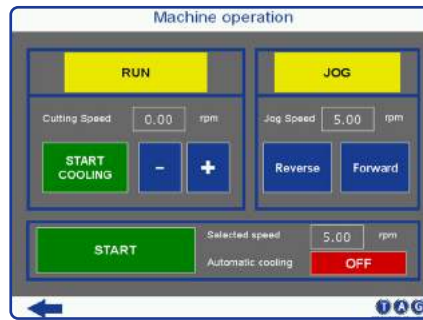 Machine operation
RUN
Cutting Speed 0.00 rpm
START COOLING
- +
JOG
Jog Speed 5.00 rpm
Reverse Forward
START
Selected speed 5.00 rpm
Automatic cooling OFF
TAG